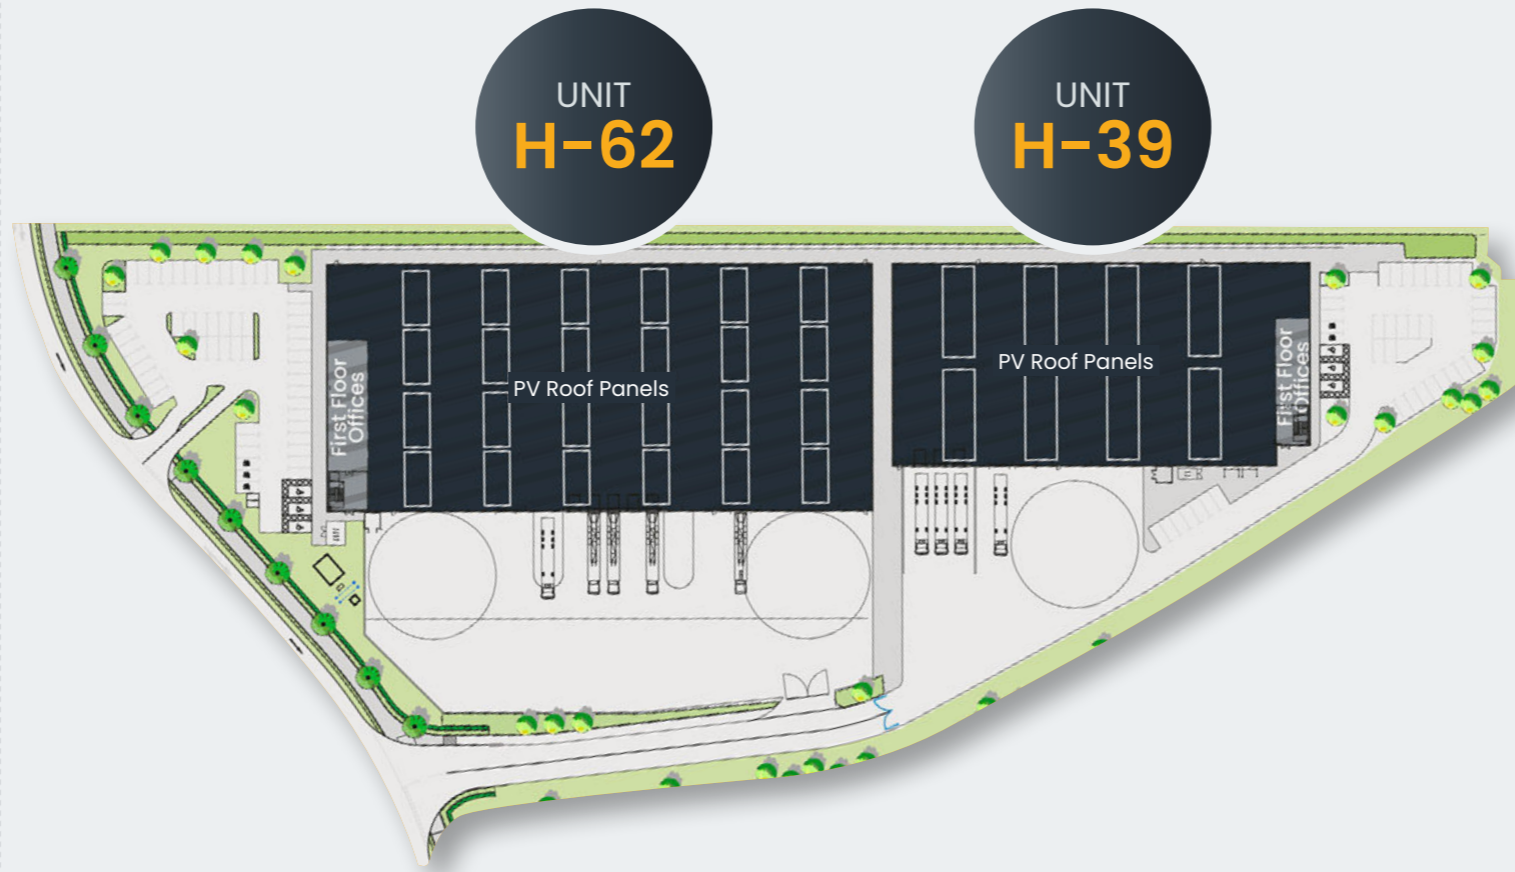 UNIT
H-62
UNIT
H-39
First Floor
Offices
PV Roof Panels
PV Roof Panels
First Floor
Offices